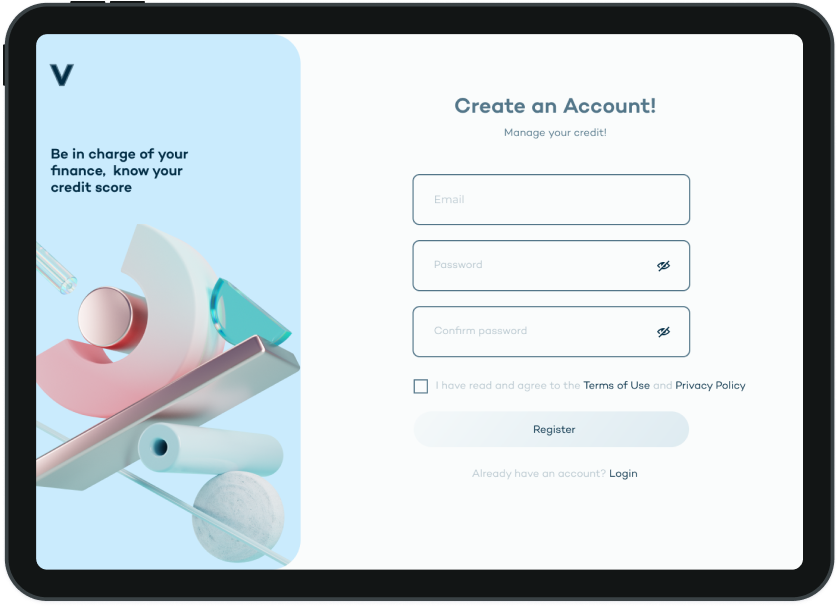 V
Be in charge of your
finance, know your
credit score
Create an Account!
Manage your credit!
Email
Password
Confirm password
I have read and agree to the Terms of Use and Privacy Policy
Register
Already have an account? Login